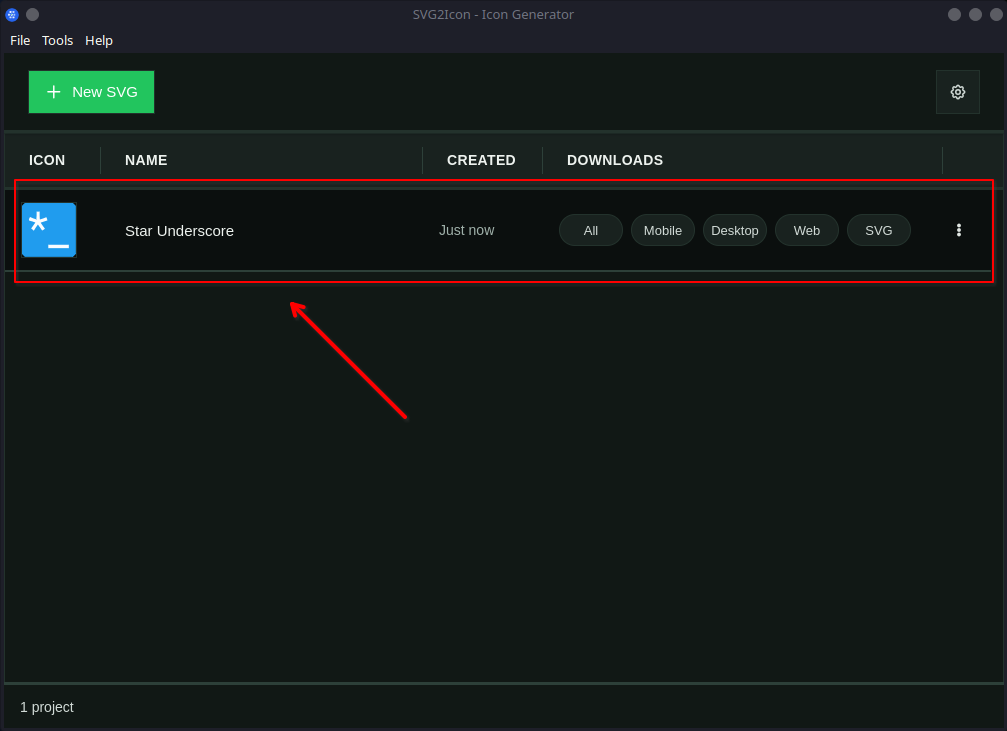 SVG2Icon - Icon Generator
File Tools Help
+ New SVG
ICON NAME CREATED DOWNLOADS
*_ Star Underscore Just now All Mobile Desktop Web SVG
1 project